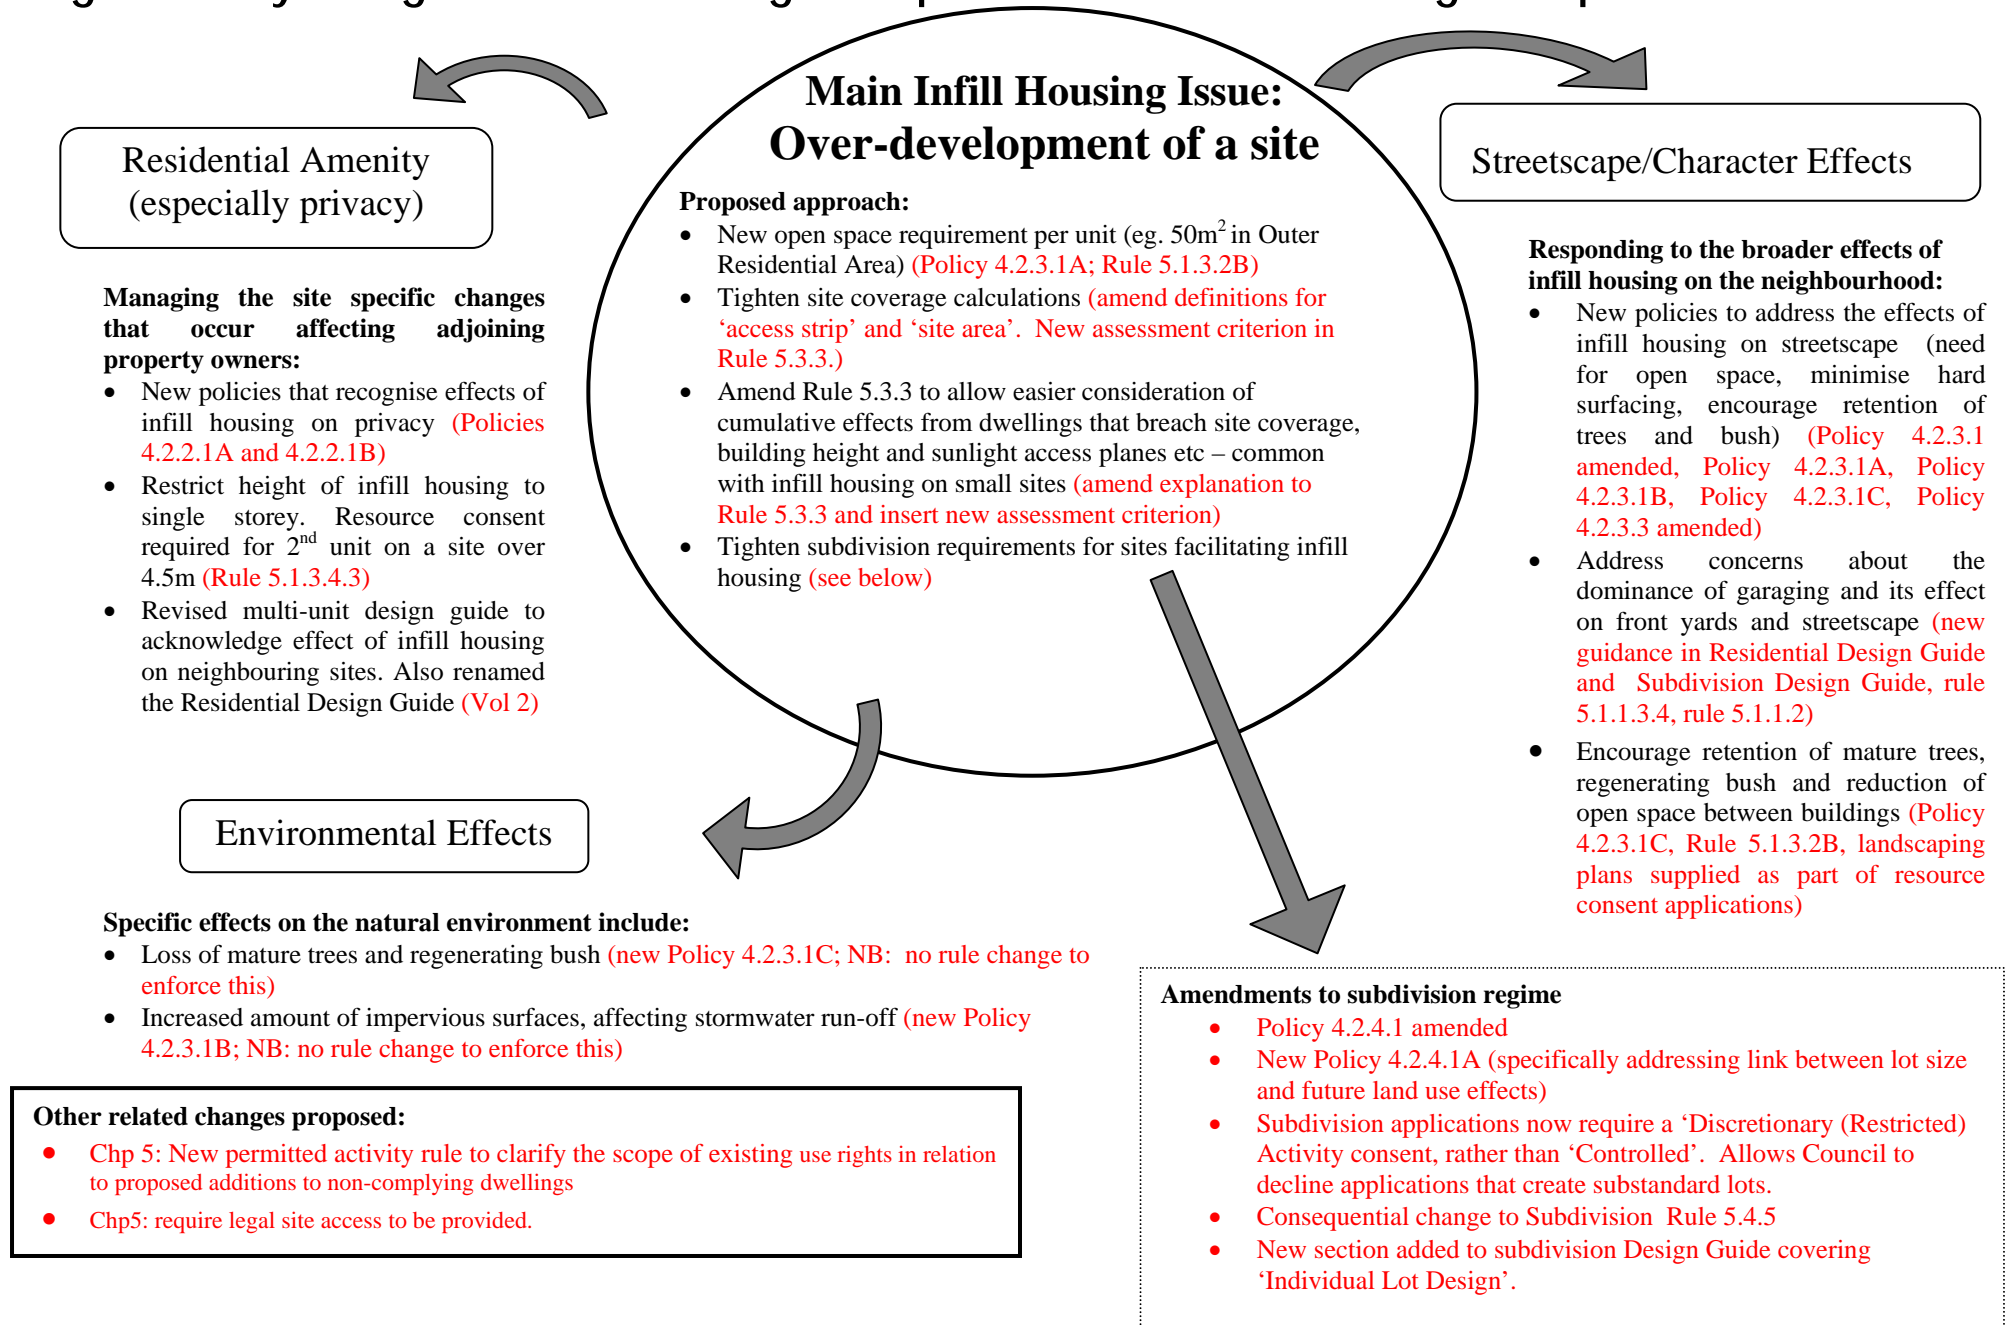 Main Infill Housing Issue:
Over-development of a site
Proposed approach:
• New open space requirement per unit (eg. 50m2 in Outer
Residential Area) (Policy 4.2.3.1A; Rule 5.1.3.2B)
• Tighten site coverage calculations (amend definitions for
‘access strip’ and ‘site area’. New assessment criterion in
Rule 5.3.3.)
• Amend Rule 5.3.3 to allow easier consideration of
cumulative effects from dwellings that breach site coverage,
building height and sunlight access planes etc – common
with infill housing on small sites (amend explanation to
Rule 5.3.3 and insert new assessment criterion)
• Tighten subdivision requirements for sites facilitating infill
housing (see below)
Residential Amenity
(especially privacy)
Managing the site specific changes
that occur affecting adjoining
property owners:
• New policies that recognise effects of
infill housing on privacy (Policies
4.2.2.1A and 4.2.2.1B)
• Restrict height of infill housing to
single storey. Resource consent
required for 2nd unit on a site over
4.5m (Rule 5.1.3.4.3)
• Revised multi-unit design guide to
acknowledge effect of infill housing
on neighbouring sites. Also renamed
the Residential Design Guide (Vol 2)
Streetscape/Character Effects
Responding to the broader effects of
infill housing on the neighbourhood:
• New policies to address the effects of
infill housing on streetscape (need
for open space, minimise hard
surfacing, encourage retention of
trees and bush) (Policy 4.2.3.1
amended, Policy 4.2.3.1A, Policy
4.2.3.1B, Policy 4.2.3.1C, Policy
4.2.3.3 amended)
• Address concerns about the
dominance of garaging and its effect
on front yards and streetscape (new
guidance in Residential Design Guide
and Subdivision Design Guide, rule
5.1.1.3.4, rule 5.1.1.2)
• Encourage retention of mature trees,
regenerating bush and reduction of
open space between buildings (Policy
4.2.3.1C, Rule 5.1.3.2B, landscaping
plans supplied as part of resource
consent applications)
Environmental Effects
Specific effects on the natural environment include:
• Loss of mature trees and regenerating bush (new Policy 4.2.3.1C; NB: no rule change to
enforce this)
• Increased amount of impervious surfaces, affecting stormwater run-off (new Policy
4.2.3.1B; NB: no rule change to enforce this)
Other related changes proposed:
• Chp 5: New permitted activity rule to clarify the scope of existing use rights in relation
to proposed additions to non-complying dwellings
• Chp5: require legal site access to be provided.
Amendments to subdivision regime
• Policy 4.2.4.1 amended
• New Policy 4.2.4.1A (specifically addressing link between lot size
and future land use effects)
• Subdivision applications now require a ‘Discretionary (Restricted)
Activity consent, rather than ‘Controlled’. Allows Council to
decline applications that create substandard lots.
• Consequential change to Subdivision Rule 5.4.5
• New section added to subdivision Design Guide covering
‘Individual Lot Design’.